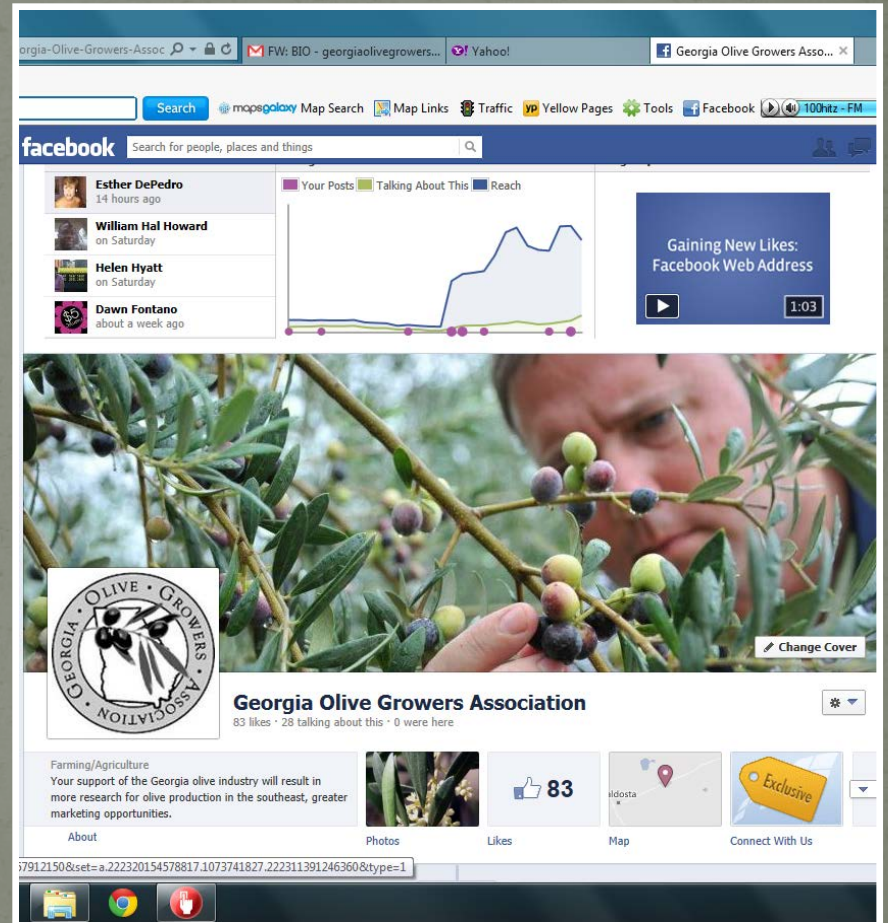 orgia-Olive-Growers-Assoc
FW: BIO - georgiaolivegrowers...
Yahoo!
Georgia Olive Growers Asso...
Search
mapsgalaxy Map Search
Map Links
Traffic
YP Yellow Pages
Tools
Facebook
100hitz - FM
facebook
Search for people, places and things
Esther DePedro
14 hours ago
William Hal Howard
on Saturday
Helen Hyatt
on Saturday
Dawn Fontano
about a week ago
Your Posts Talking About This Reach
Gaining New Likes:
Facebook Web Address
1:03
GEORGIA · OLIVE · GROWERS · ASSOCIATION ·
Change Cover
Georgia Olive Growers Association
83 likes · 28 talking about this · 0 were here
Farming/Agriculture
Your support of the Georgia olive industry will result in
more research for olive production in the southeast, greater
marketing opportunities.
About
Photos
83
Likes
ldosta
Map
Exclusive
Connect With Us
57912150&set=a.222320154578817.1073741827.222311391246360&type=1